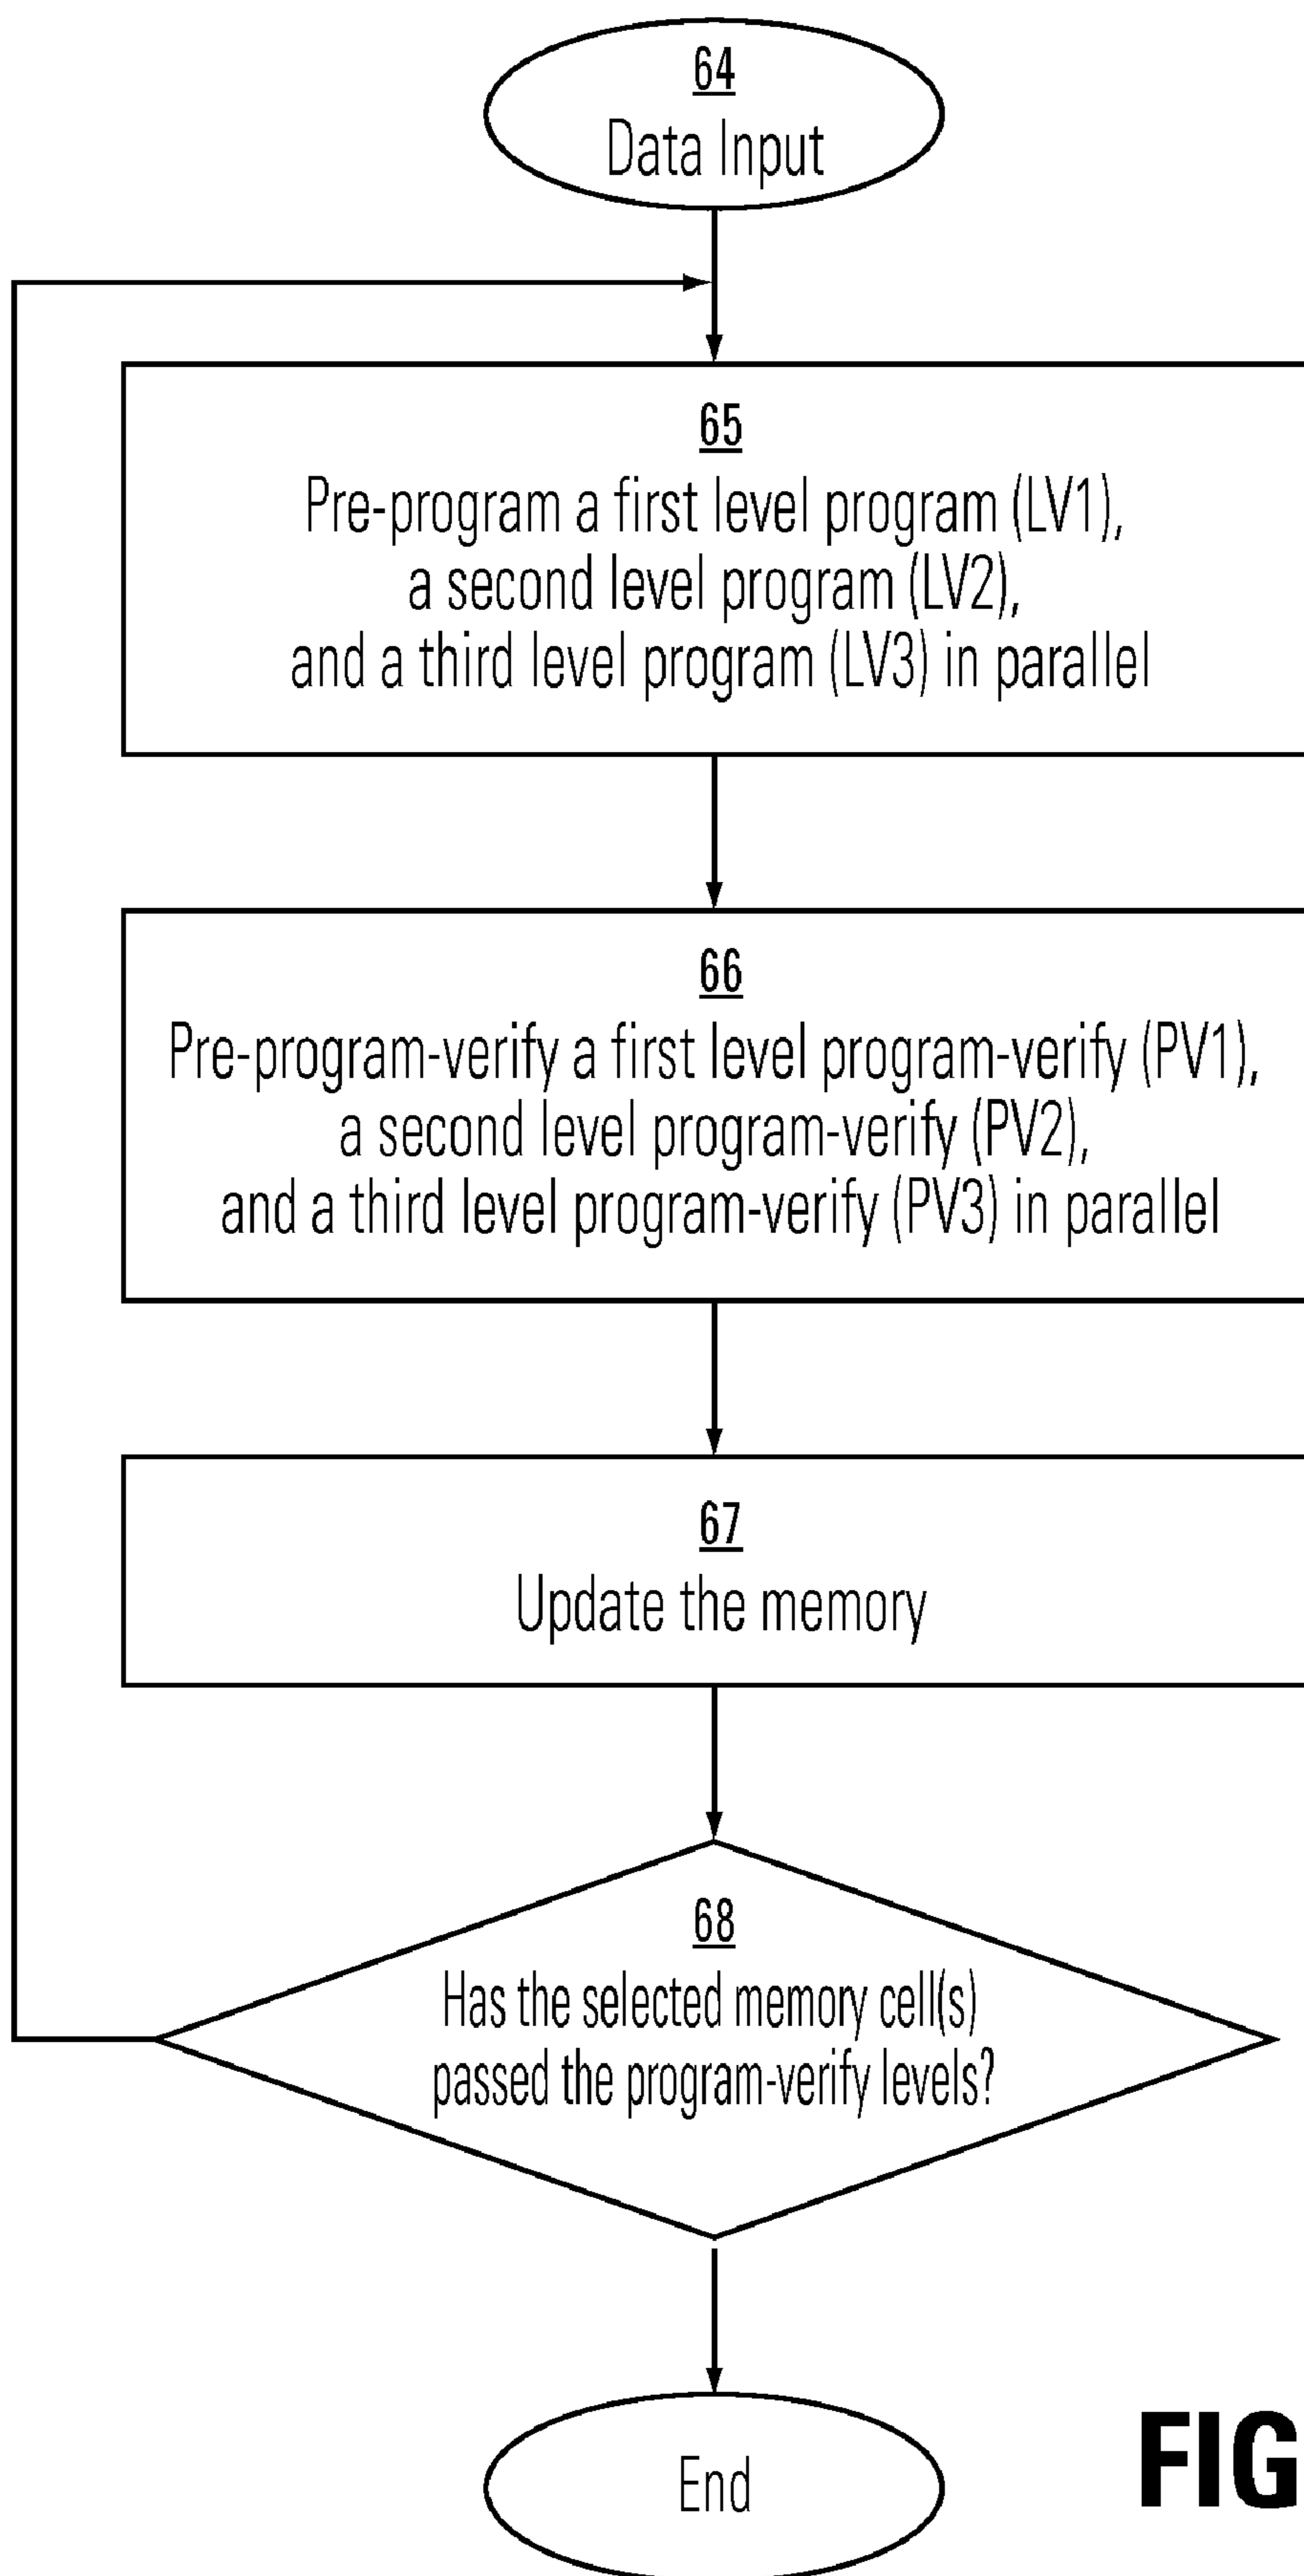 64
Data Input
65
Pre-program a first level program (LV1),
a second level program (LV2),
and a third level program (LV3) in parallel
66
Pre-program-verify a first level program-verify (PV1),
a second level program-verify (PV2),
and a third level program-verify (PV3) in parallel
67
Update the memory
68
Has the selected memory cell(s)
passed the program-verify levels?
End
FIG